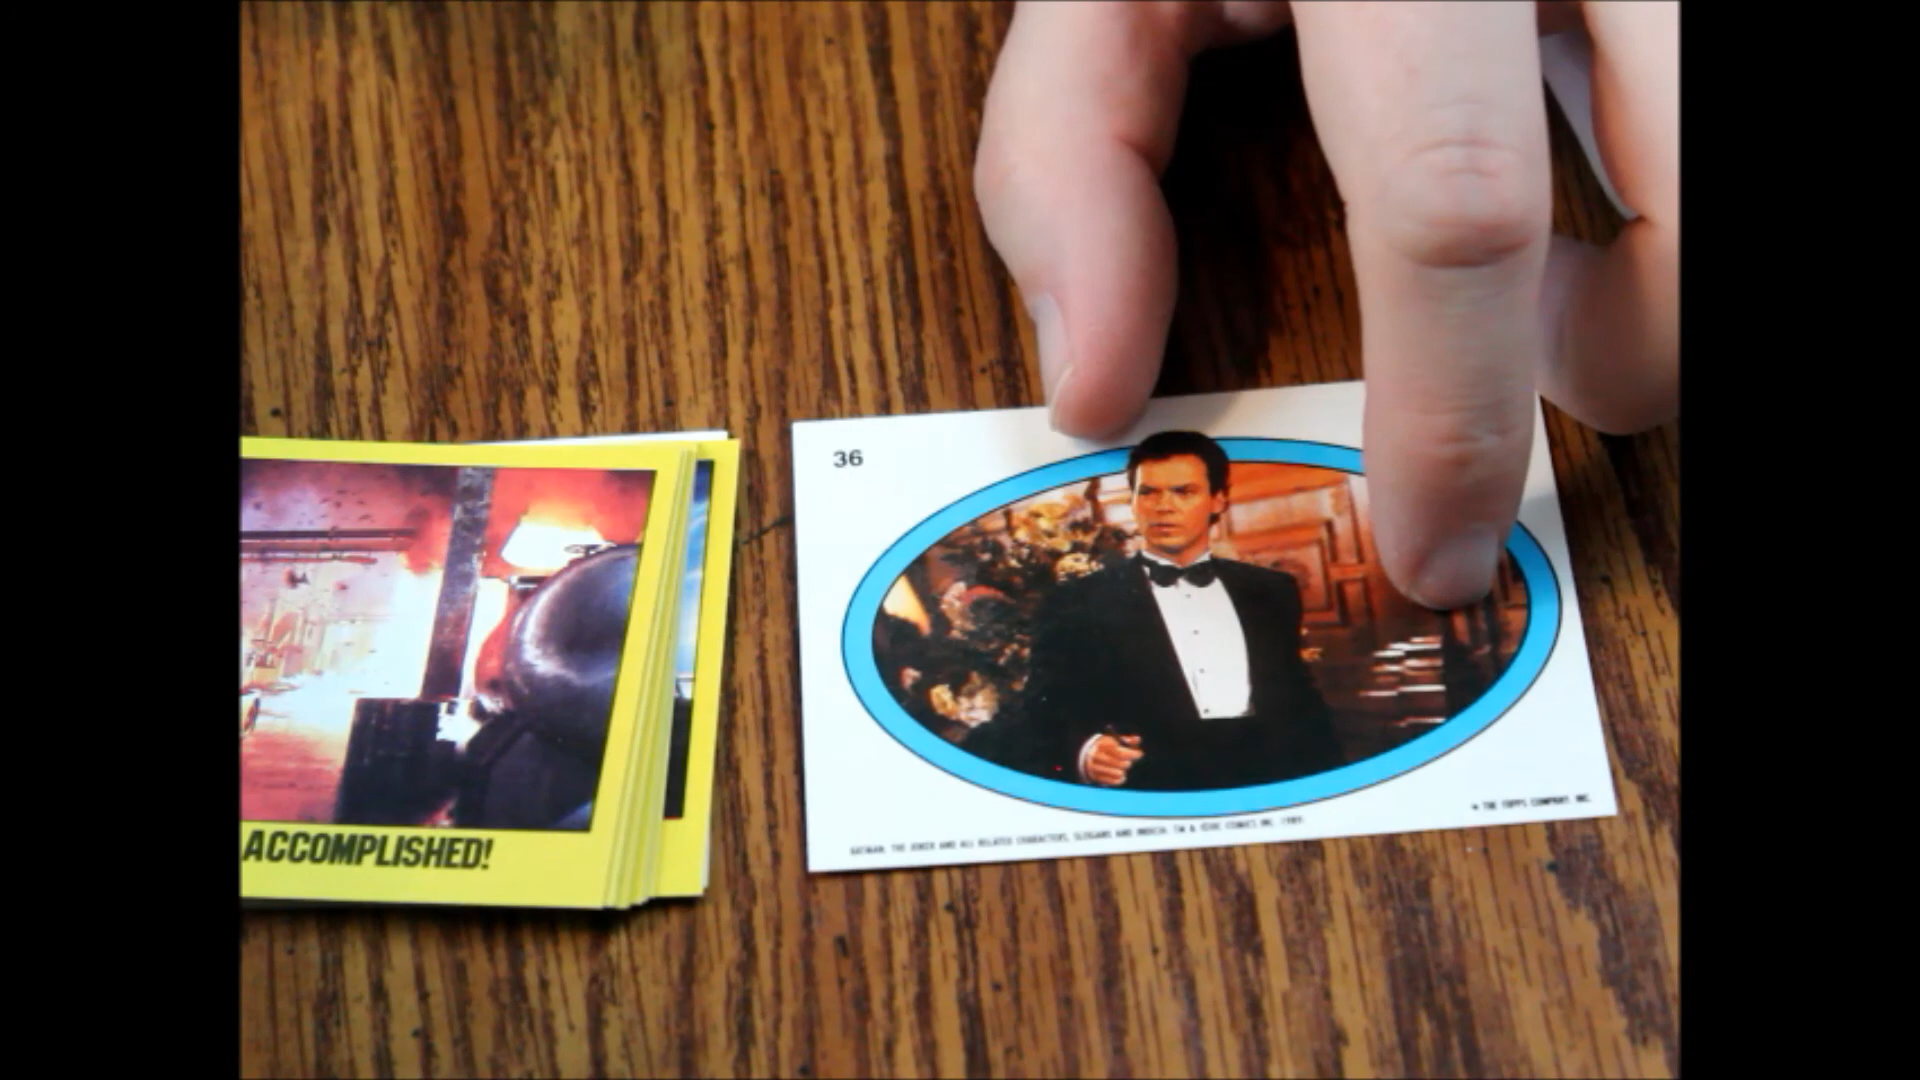 36
ACCOMPLISHED!
BATMAN, THE JOKER AND ALL RELATED CHARACTERS, SLOGANS AND INDICIA: TM & ©DC COMICS INC. 1989
THE TOPPS COMPANY, INC.